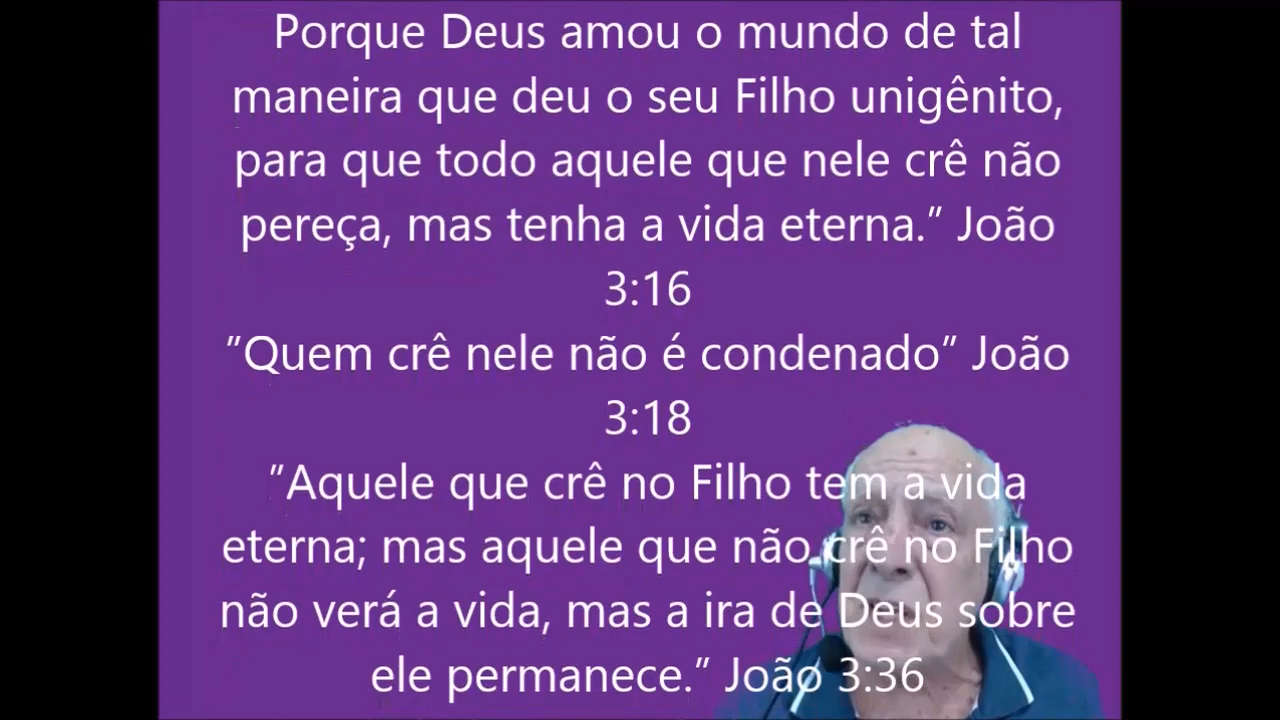 Porque Deus amou o mundo de tal
maneira que deu o seu Filho unigênito,
para que todo aquele que nele crê não
pereça, mas tenha a vida eterna.” João
3:16
”Quem crê nele não é condenado” João
3:18
”Aquele que crê no Filho tem a vida
eterna; mas aquele que não crê no Filho
não verá a vida, mas a ira de Deus sobre
ele permanece.” João 3:36